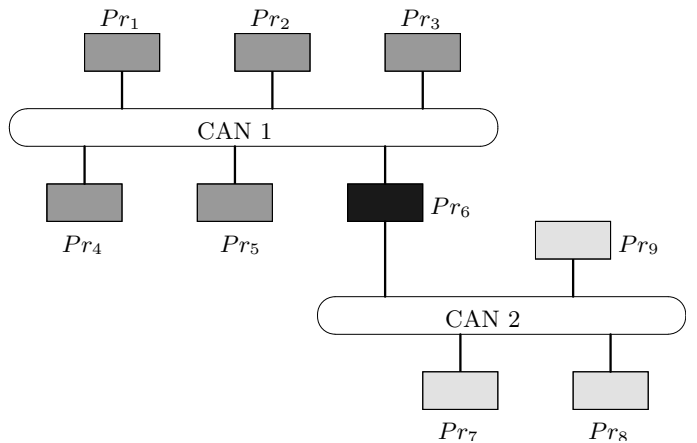 Pr₁ Pr₂ Pr₃
CAN 1
Pr₆
Pr₄ Pr₅ Pr₉
CAN 2
Pr₇ Pr₈